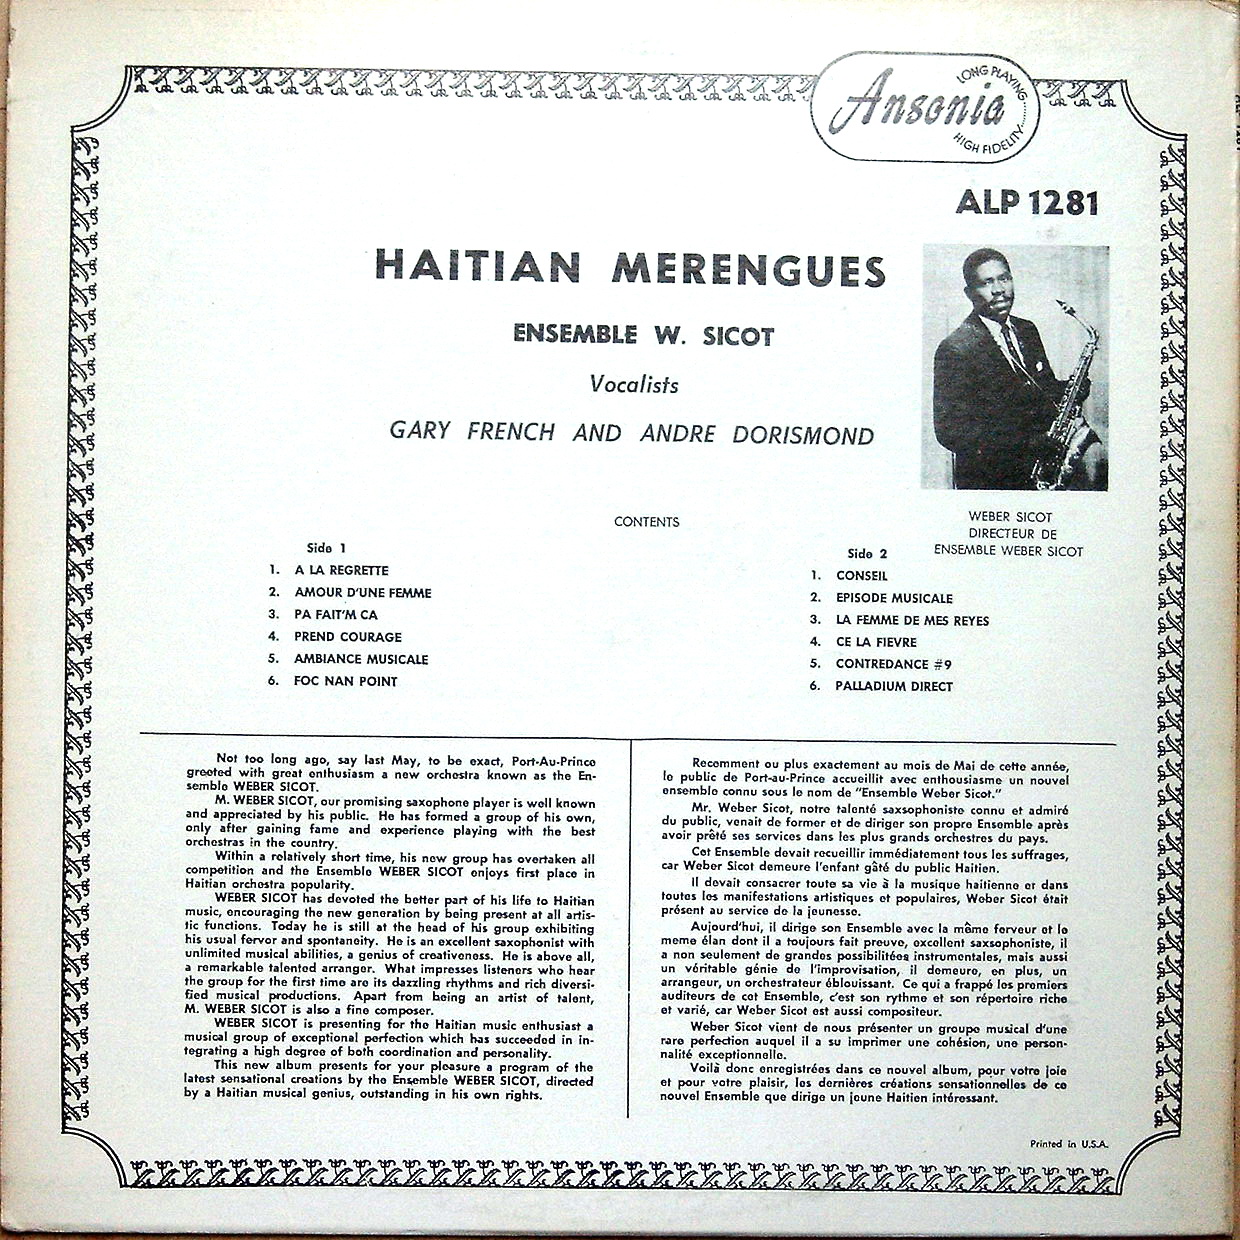 Ansonia
LONG PLAYING
HIGH FIDELITY
ALP 1281
HAITIAN MERENGUES
ENSEMBLE W. SICOT
Vocalists
GARY FRENCH AND ANDRE DORISMOND
WEBER SICOT
DIRECTEUR DE
ENSEMBLE WEBER SICOT
CONTENTS
Side 1
1. A LA REGRETTE
2. AMOUR D'UNE FEMME
3. PA FAIT'M CA
4. PREND COURAGE
5. AMBIANCE MUSICALE
6. FOC NAN POINT
Side 2
1. CONSEIL
2. EPISODE MUSICALE
3. LA FEMME DE MES REYES
4. CE LA FIEVRE
5. CONTREDANCE #9
6. PALLADIUM DIRECT
Not too long ago, say last May, to be exact, Port-Au-Prince
greeted with great enthusiasm a new orchestra known as the En-
semble WEBER SICOT.
M. WEBER SICOT, our promising saxophone player is well known
and appreciated by his public. He has formed a group of his own,
only after gaining fame and experience playing with the best
orchestras in the country.
Within a relatively short time, his new group has overtaken all
competition and the Ensemble WEBER SICOT enjoys first place in
Haitian orchestra popularity.
WEBER SICOT has devoted the better part of his life to Haitian
music, encouraging the new generation by being present at all artis-
tic functions. Today he is still at the head of his group exhibiting
his usual fervor and spontaneity. He is an excellent saxophonist with
unlimited musical abilities, a genius of creativeness. He is above all,
a remarkable talented arranger. What impresses listeners who hear
the group for the first time are its dazzling rhythms and rich diversi-
fied musical productions. Apart from being an artist of talent,
M. WEBER SICOT is also a fine composer.
WEBER SICOT is presenting for the Haitian music enthusiast a
musical group of exceptional perfection which has succeeded in in-
tegrating a high degree of both coordination and personality.
This new album presents for your pleasure a program of the
latest sensational creations by the Ensemble WEBER SICOT, directed
by a Haitian musical genius, outstanding in his own rights.
Recemment ou plus exactement au mois de Mai de cette année,
le public de Port-au-Prince accueillit avec enthousiasme un nouvel
ensemble connu sous le nom de "Ensemble Weber Sicot."
Mr. Weber Sicot, notre talenté saxsophoniste connu et admiré
du public, venait de former et de diriger son propre Ensemble après
avoir prêté ses services dans les plus grands orchestres du pays.
Cet Ensemble devait recueillir immédiatement tous les suffrages,
car Weber Sicot demeure l'enfant gâté du public Haitien.
Il devait consacrer toute sa vie à la musique haitienne et dans
toutes les manifestations artistiques et populaires, Weber Sicot était
présent au service de la jeunesse.
Aujourd'hui, il dirige son Ensemble avec la même ferveur et le
meme élan dont il a toujours fait preuve, excellent saxsophoniste, il
a non seulement de grandes possibilitées instrumentales, mais aussi
un véritable génie de l'improvisation, il demeure, en plus, un
arrangeur, un orchestrateur éblouissant. Ce qui a frappé les premiers
auditeurs de cet Ensemble, c'est son rythme et son répertoire riche
et varié, car Weber Sicot est aussi compositeur.
Weber Sicot vient de nous présenter un groupe musical d'une
rare perfection auquel il a su imprimer une cohésion, une person-
nalité exceptionnelle.
Voilà donc enregistrées dans ce nouvel album, pour votre joie
et pour votre plaisir, les dernières créations sensationnelles de ce
nouvel Ensemble que dirige un jeune Haitien intéressant.
Printed in U.S.A.